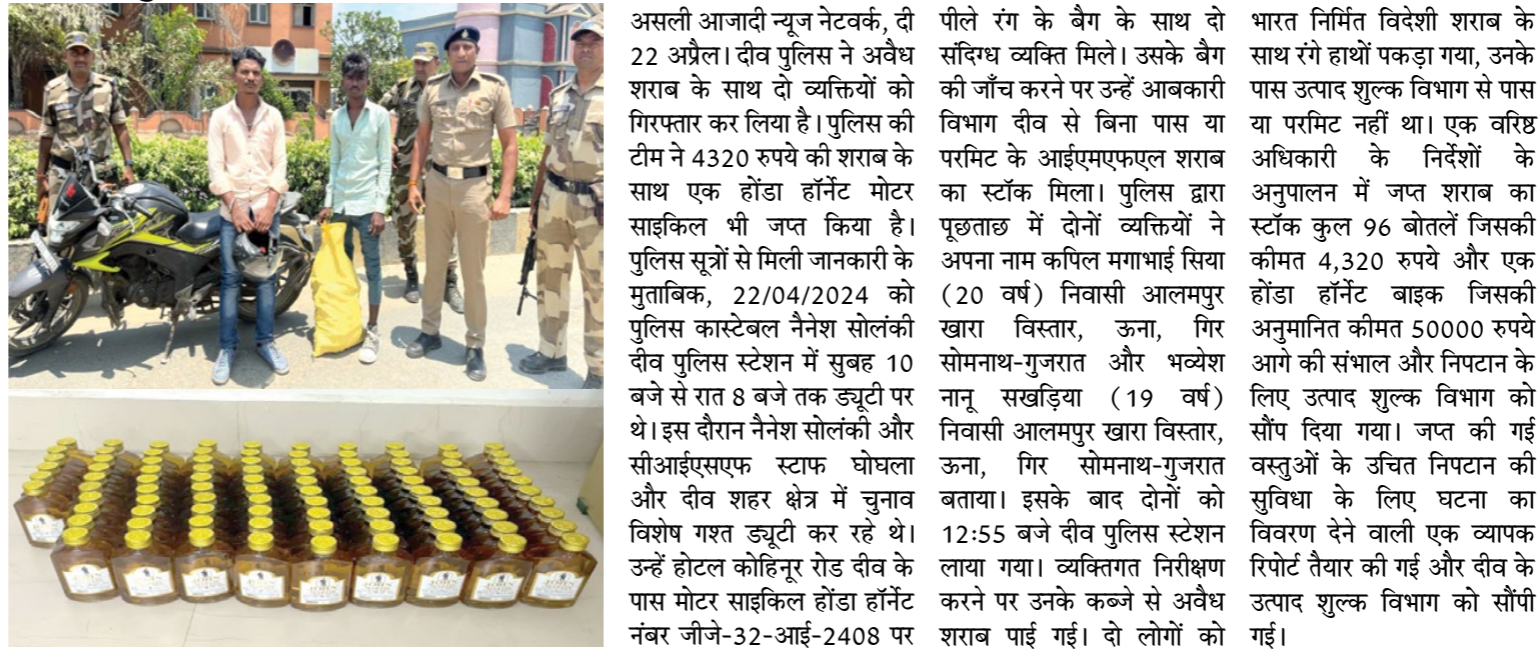 असली आजादी न्यूज नेटवर्क, दी
22 अप्रैल। दीव पुलिस ने अवैध
शराब के साथ दो व्यक्तियों को
गिरफ्तार कर लिया है। पुलिस की
टीम ने 4320 रुपये की शराब के
साथ एक होंडा हॉर्नेट मोटर
साइकिल भी जप्त किया है।
पुलिस सूत्रों से मिली जानकारी के
मुताबिक, 22/04/2024 को
पुलिस कास्टेबल नैनेश सोलंकी
दीव पुलिस स्टेशन में सुबह 10
बजे से रात 8 बजे तक ड्यूटी पर
थे। इस दौरान नैनेश सोलंकी और
सीआईएसएफ स्टाफ घोघला
और दीव शहर क्षेत्र में चुनाव
विशेष गश्त ड्यूटी कर रहे थे।
उन्हें होटल कोहिनूर रोड दीव के
पास मोटर साइकिल होंडा हॉर्नेट
नंबर जीजे-32-आई-2408 पर
पीले रंग के बैग के साथ दो
संदिग्ध व्यक्ति मिले। उसके बैग
की जाँच करने पर उन्हें आबकारी
विभाग दीव से बिना पास या
परमिट के आईएमएफएल शराब
का स्टॉक मिला। पुलिस द्वारा
पूछताछ में दोनों व्यक्तियों ने
अपना नाम कपिल मगाभाई सिया
(20 वर्ष) निवासी आलमपुर
खारा विस्तार, ऊना, गिर
सोमनाथ-गुजरात और भव्येश
नानू सखड़िया (19 वर्ष)
निवासी आलमपुर खारा विस्तार,
ऊना, गिर सोमनाथ-गुजरात
बताया। इसके बाद दोनों को
12:55 बजे दीव पुलिस स्टेशन
लाया गया। व्यक्तिगत निरीक्षण
करने पर उनके कब्जे से अवैध
शराब पाई गई। दो लोगों को
भारत निर्मित विदेशी शराब के
साथ रंगे हाथों पकड़ा गया, उनके
पास उत्पाद शुल्क विभाग से पास
या परमिट नहीं था। एक वरिष्ठ
अधिकारी के निर्देशों के
अनुपालन में जप्त शराब का
स्टॉक कुल 96 बोतलें जिसकी
कीमत 4,320 रुपये और एक
होंडा हॉर्नेट बाइक जिसकी
अनुमानित कीमत 50000 रुपये
आगे की संभाल और निपटान के
लिए उत्पाद शुल्क विभाग को
सौंप दिया गया। जप्त की गई
वस्तुओं के उचित निपटान की
सुविधा के लिए घटना का
विवरण देने वाली एक व्यापक
रिपोर्ट तैयार की गई और दीव के
उत्पाद शुल्क विभाग को सौंपी
गई।